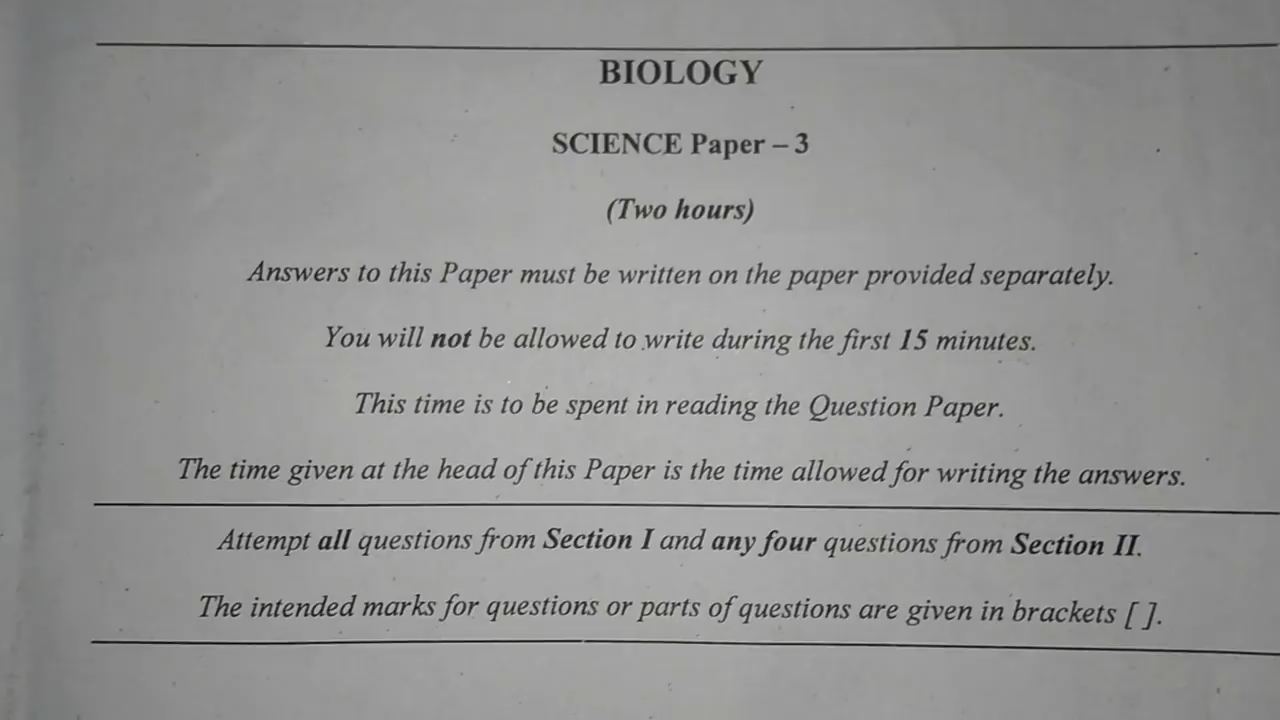 BIOLOGY
SCIENCE Paper – 3
(Two hours)
Answers to this Paper must be written on the paper provided separately.
You will not be allowed to write during the first 15 minutes.
This time is to be spent in reading the Question Paper.
The time given at the head of this Paper is the time allowed for writing the answers.
Attempt all questions from Section I and any four questions from Section II.
The intended marks for questions or parts of questions are given in brackets [ ].